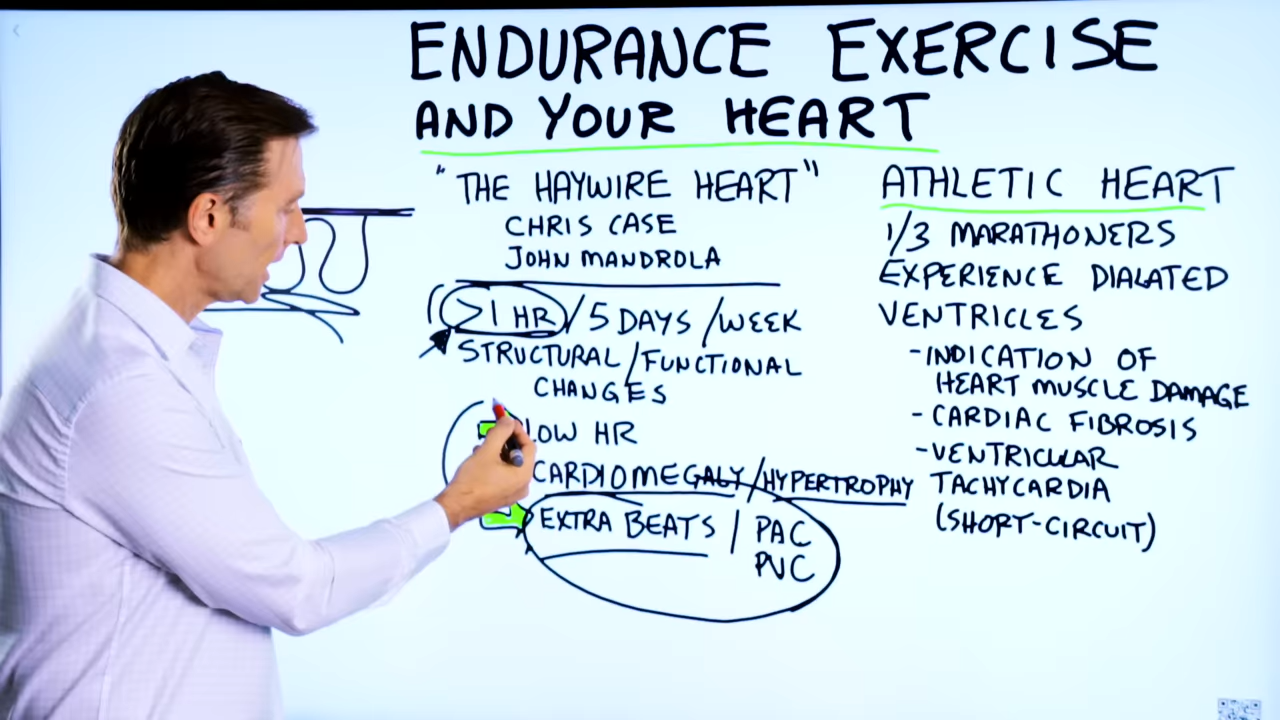 ENDURANCE EXERCISE
AND YOUR HEART
"THE HAYWIRE HEART"
CHRIS CASE
JOHN MANDROLA
>1 HR / 5 DAYS / WEEK
STRUCTURAL / FUNCTIONAL
CHANGES
LOW HR
CARDIOMEGALY / HYPERTROPHY
EXTRA BEATS / PAC
PVC
ATHLETIC HEART
1/3 MARATHONERS
EXPERIENCE DIALATED
VENTRICLES
-INDICATION OF
HEART MUSCLE DAMAGE
- CARDIAC FIBROSIS
-VENTRICULAR
TACHYCARDIA
(SHORT-CIRCUIT)